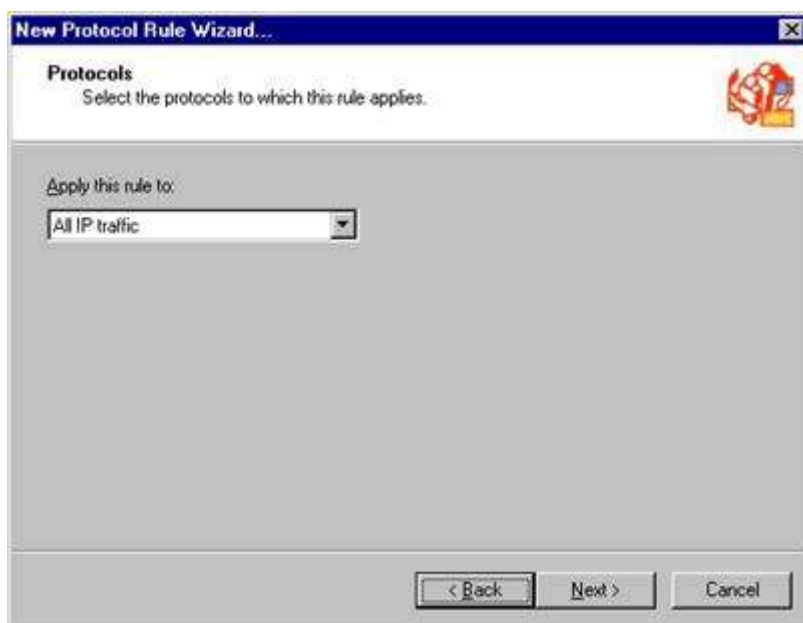 New Protocol Rule Wizard...
Protocols
Select the protocols to which this rule applies.
Apply this rule to:
All IP traffic
< Back
Next >
Cancel